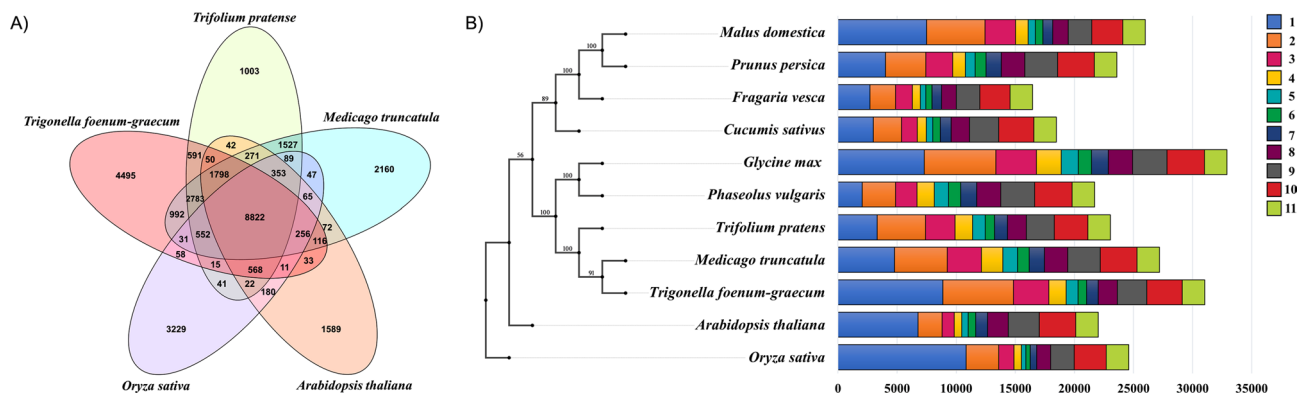 A)
Trifolium pratense
1003
Trigonella foenum-graecum
Medicago truncatula
42
1527
591
50
271
89
4495
1798
353
47
2160
2783
65
992
8822
72
31
552
256
116
58
15
568
11
33
41
22
180
3229
1589
Oryza sativa
Arabidopsis thaliana
B)
Malus domestica
100
Prunus persica
100
Fragaria vesca
89
Cucumis sativus
56
Glycine max
100
Phaseolus vulgaris
100
Trifolium pratens
100
Medicago truncatula
91
Trigonella foenum-graecum
Arabidopsis thaliana
Oryza sativa
0 5000 10000 15000 20000 25000 30000 35000
1
2
3
4
5
6
7
8
9
10
11